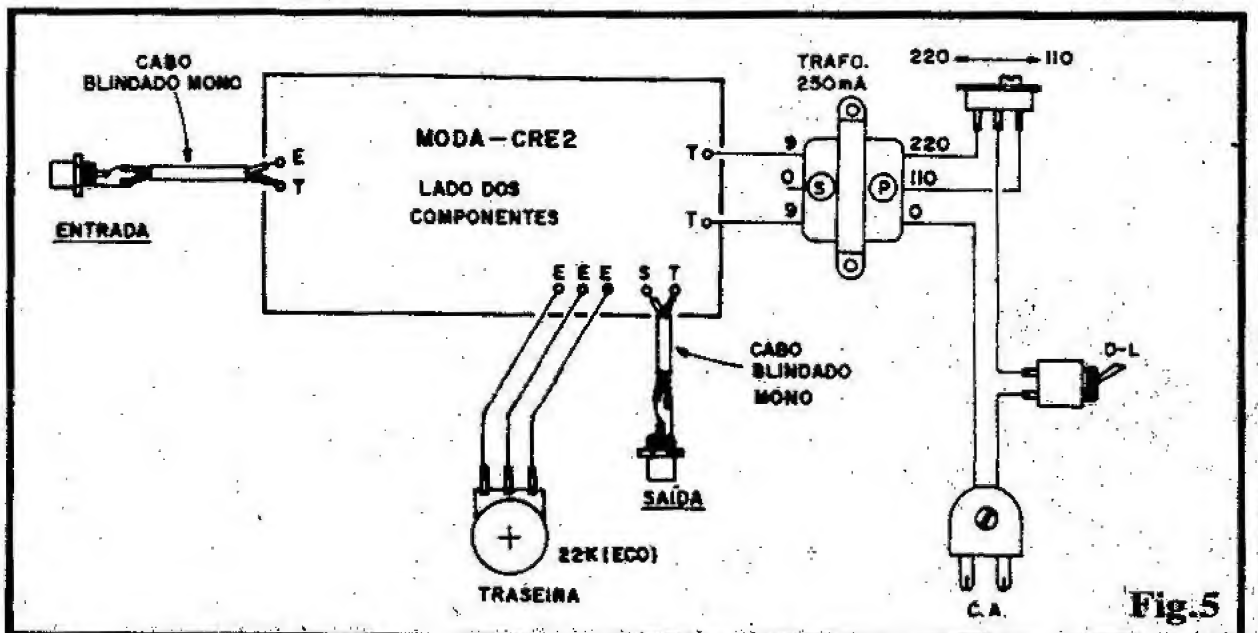 CABO
BLINDADO MONO
E
T
ENTRADA
MODA-CRE2
LADO DOS
COMPONENTES
T
T
E E E S T
TRAFO.
250mA
9
0
9
S
P
220
110
0
220 110
D-L
CABO
BLINDADO
MONO
SAÍDA
22K(ECO)
TRASEIRA
C.A.
Fig.5